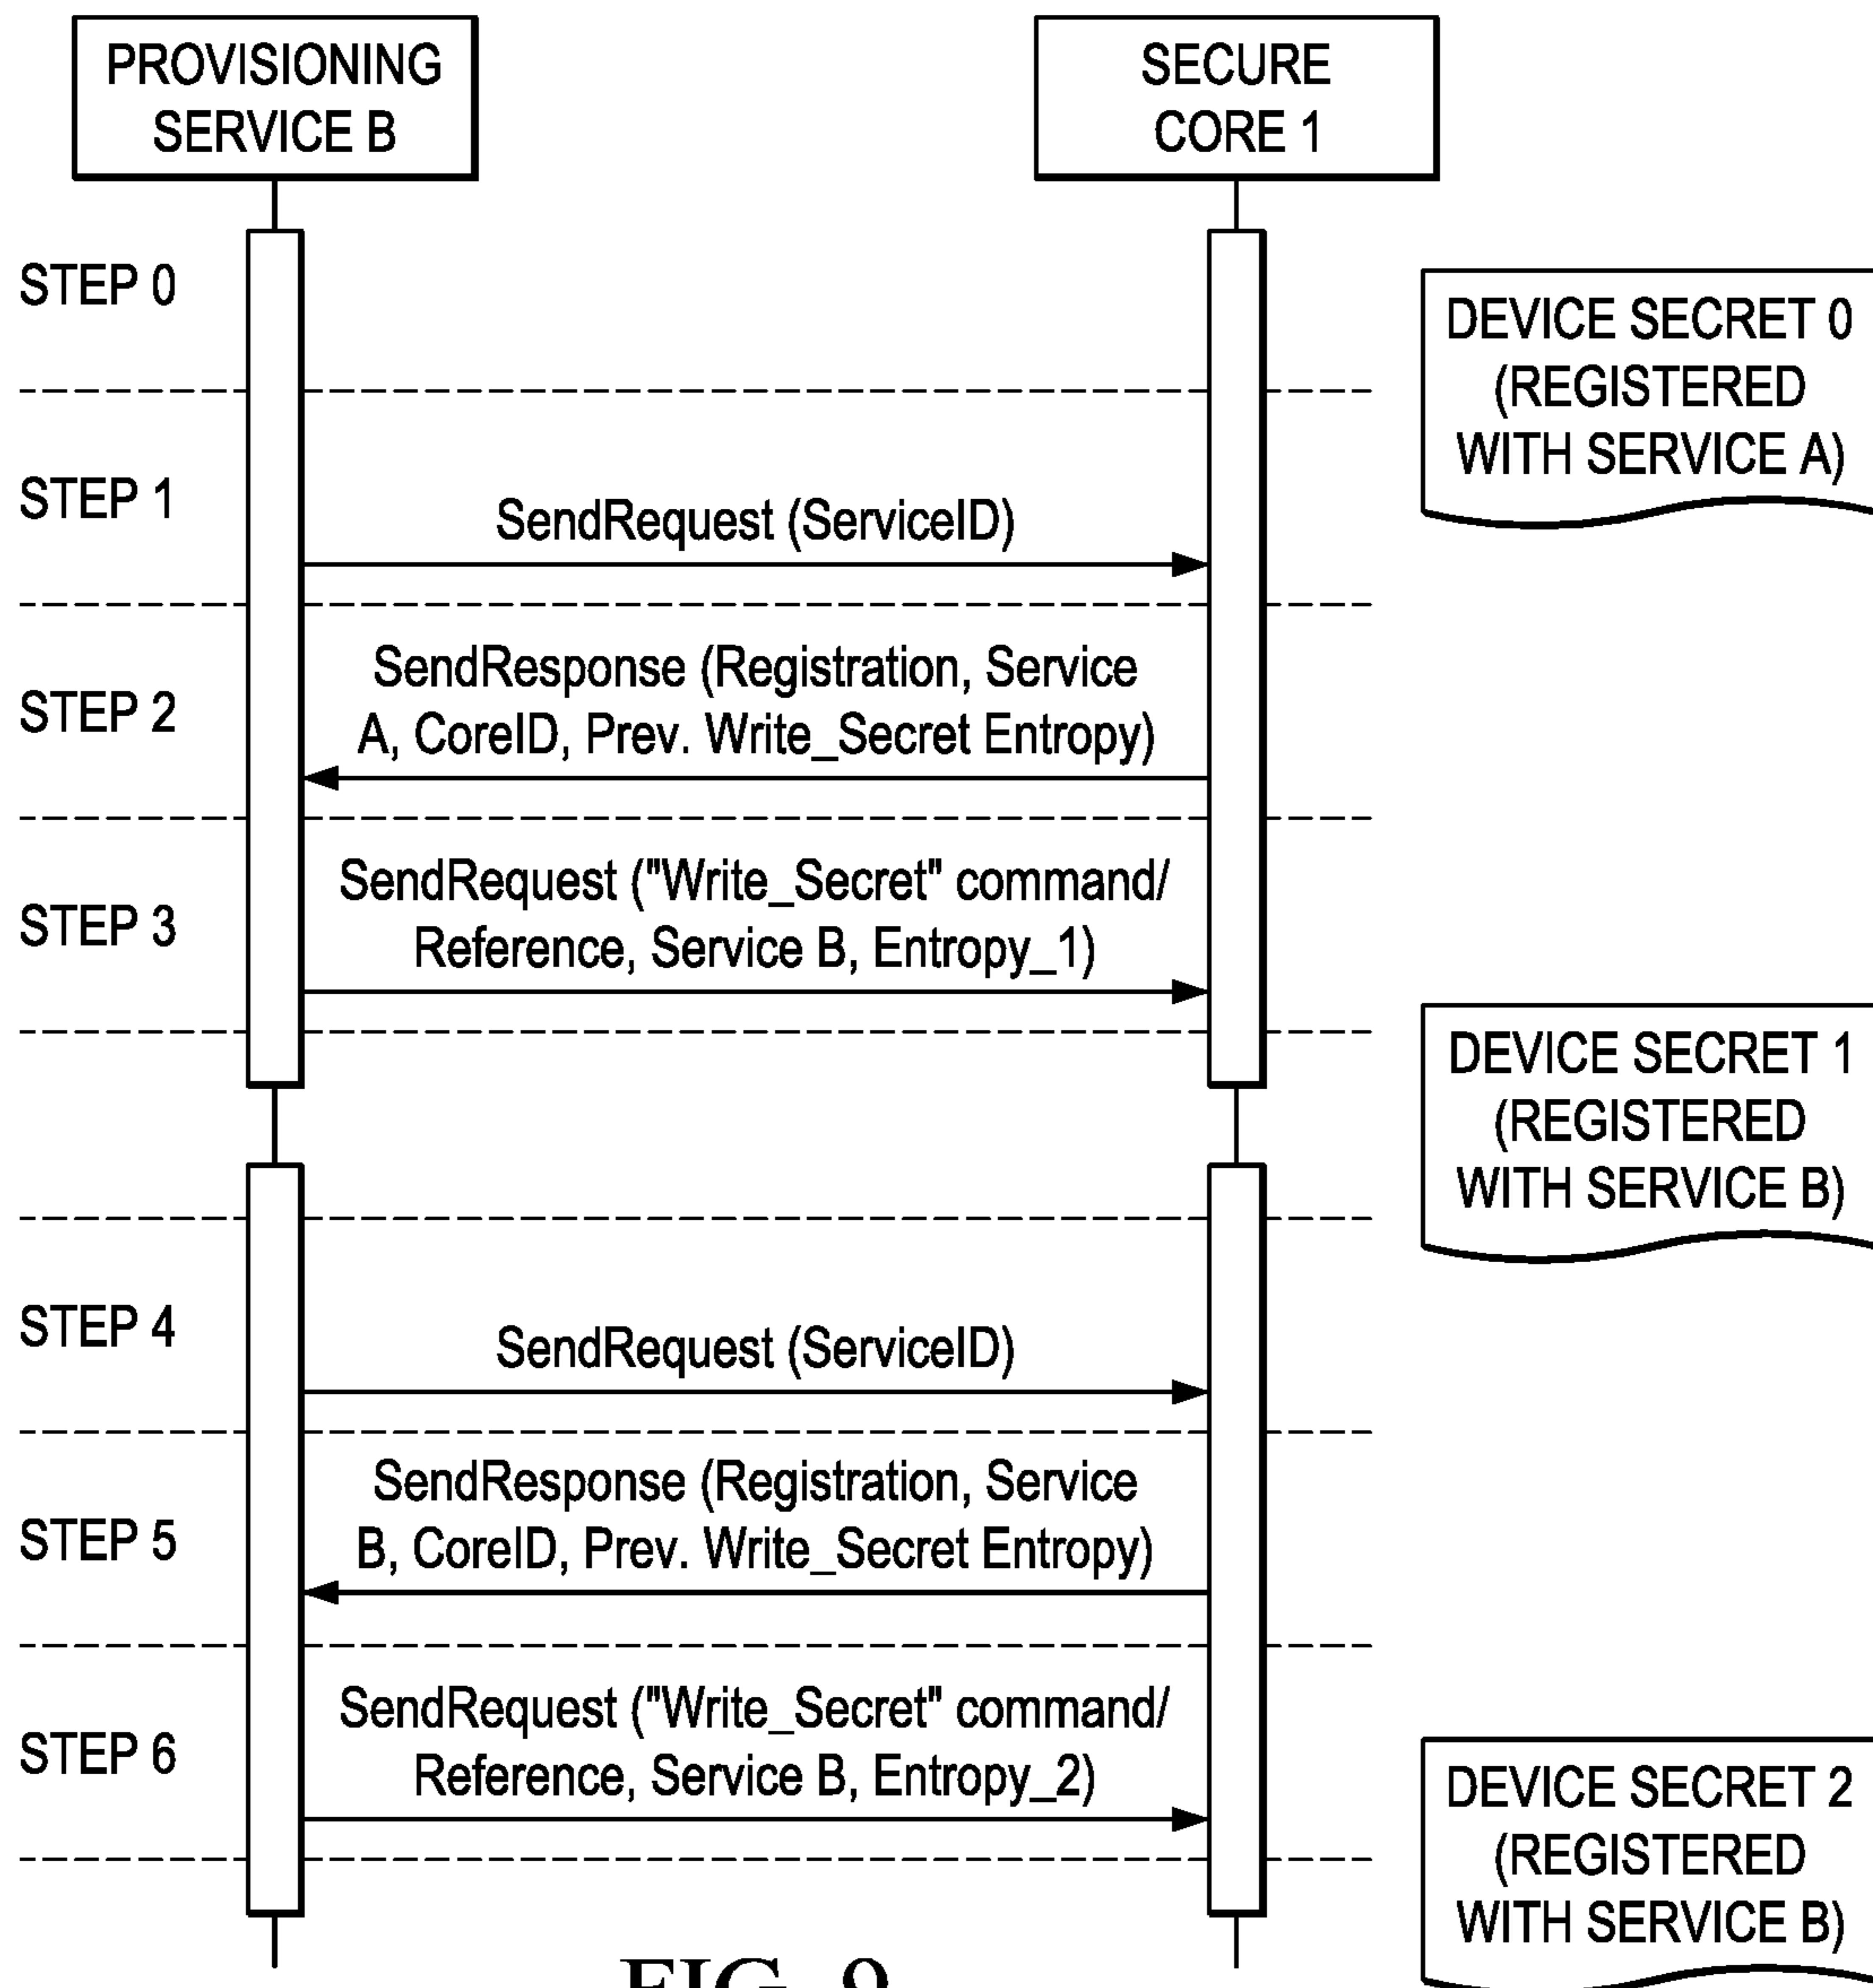 PROVISIONING
SERVICE B
SECURE
CORE 1
STEP 0
DEVICE SECRET 0
(REGISTERED
WITH SERVICE A)
STEP 1
SendRequest (ServiceID)
STEP 2
SendResponse (Registration, Service
A, CoreID, Prev. Write_Secret Entropy)
STEP 3
SendRequest ("Write_Secret" command/
Reference, Service B, Entropy_1)
DEVICE SECRET 1
(REGISTERED
WITH SERVICE B)
STEP 4
SendRequest (ServiceID)
STEP 5
SendResponse (Registration, Service
B, CoreID, Prev. Write_Secret Entropy)
STEP 6
SendRequest ("Write_Secret" command/
Reference, Service B, Entropy_2)
DEVICE SECRET 2
(REGISTERED
WITH SERVICE B)
FIG. 9